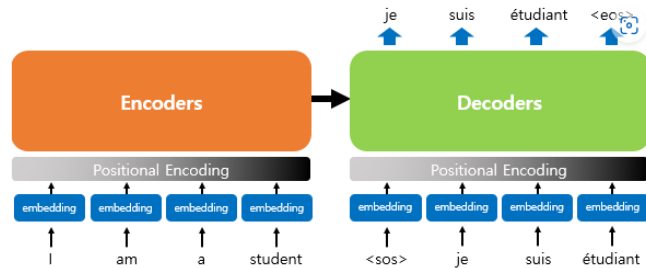 je suis étudiant <eos>
Encoders Decoders
Positional Encoding Positional Encoding
embedding embedding embedding embedding embedding embedding embedding embedding
I am a student <sos> je suis étudiant